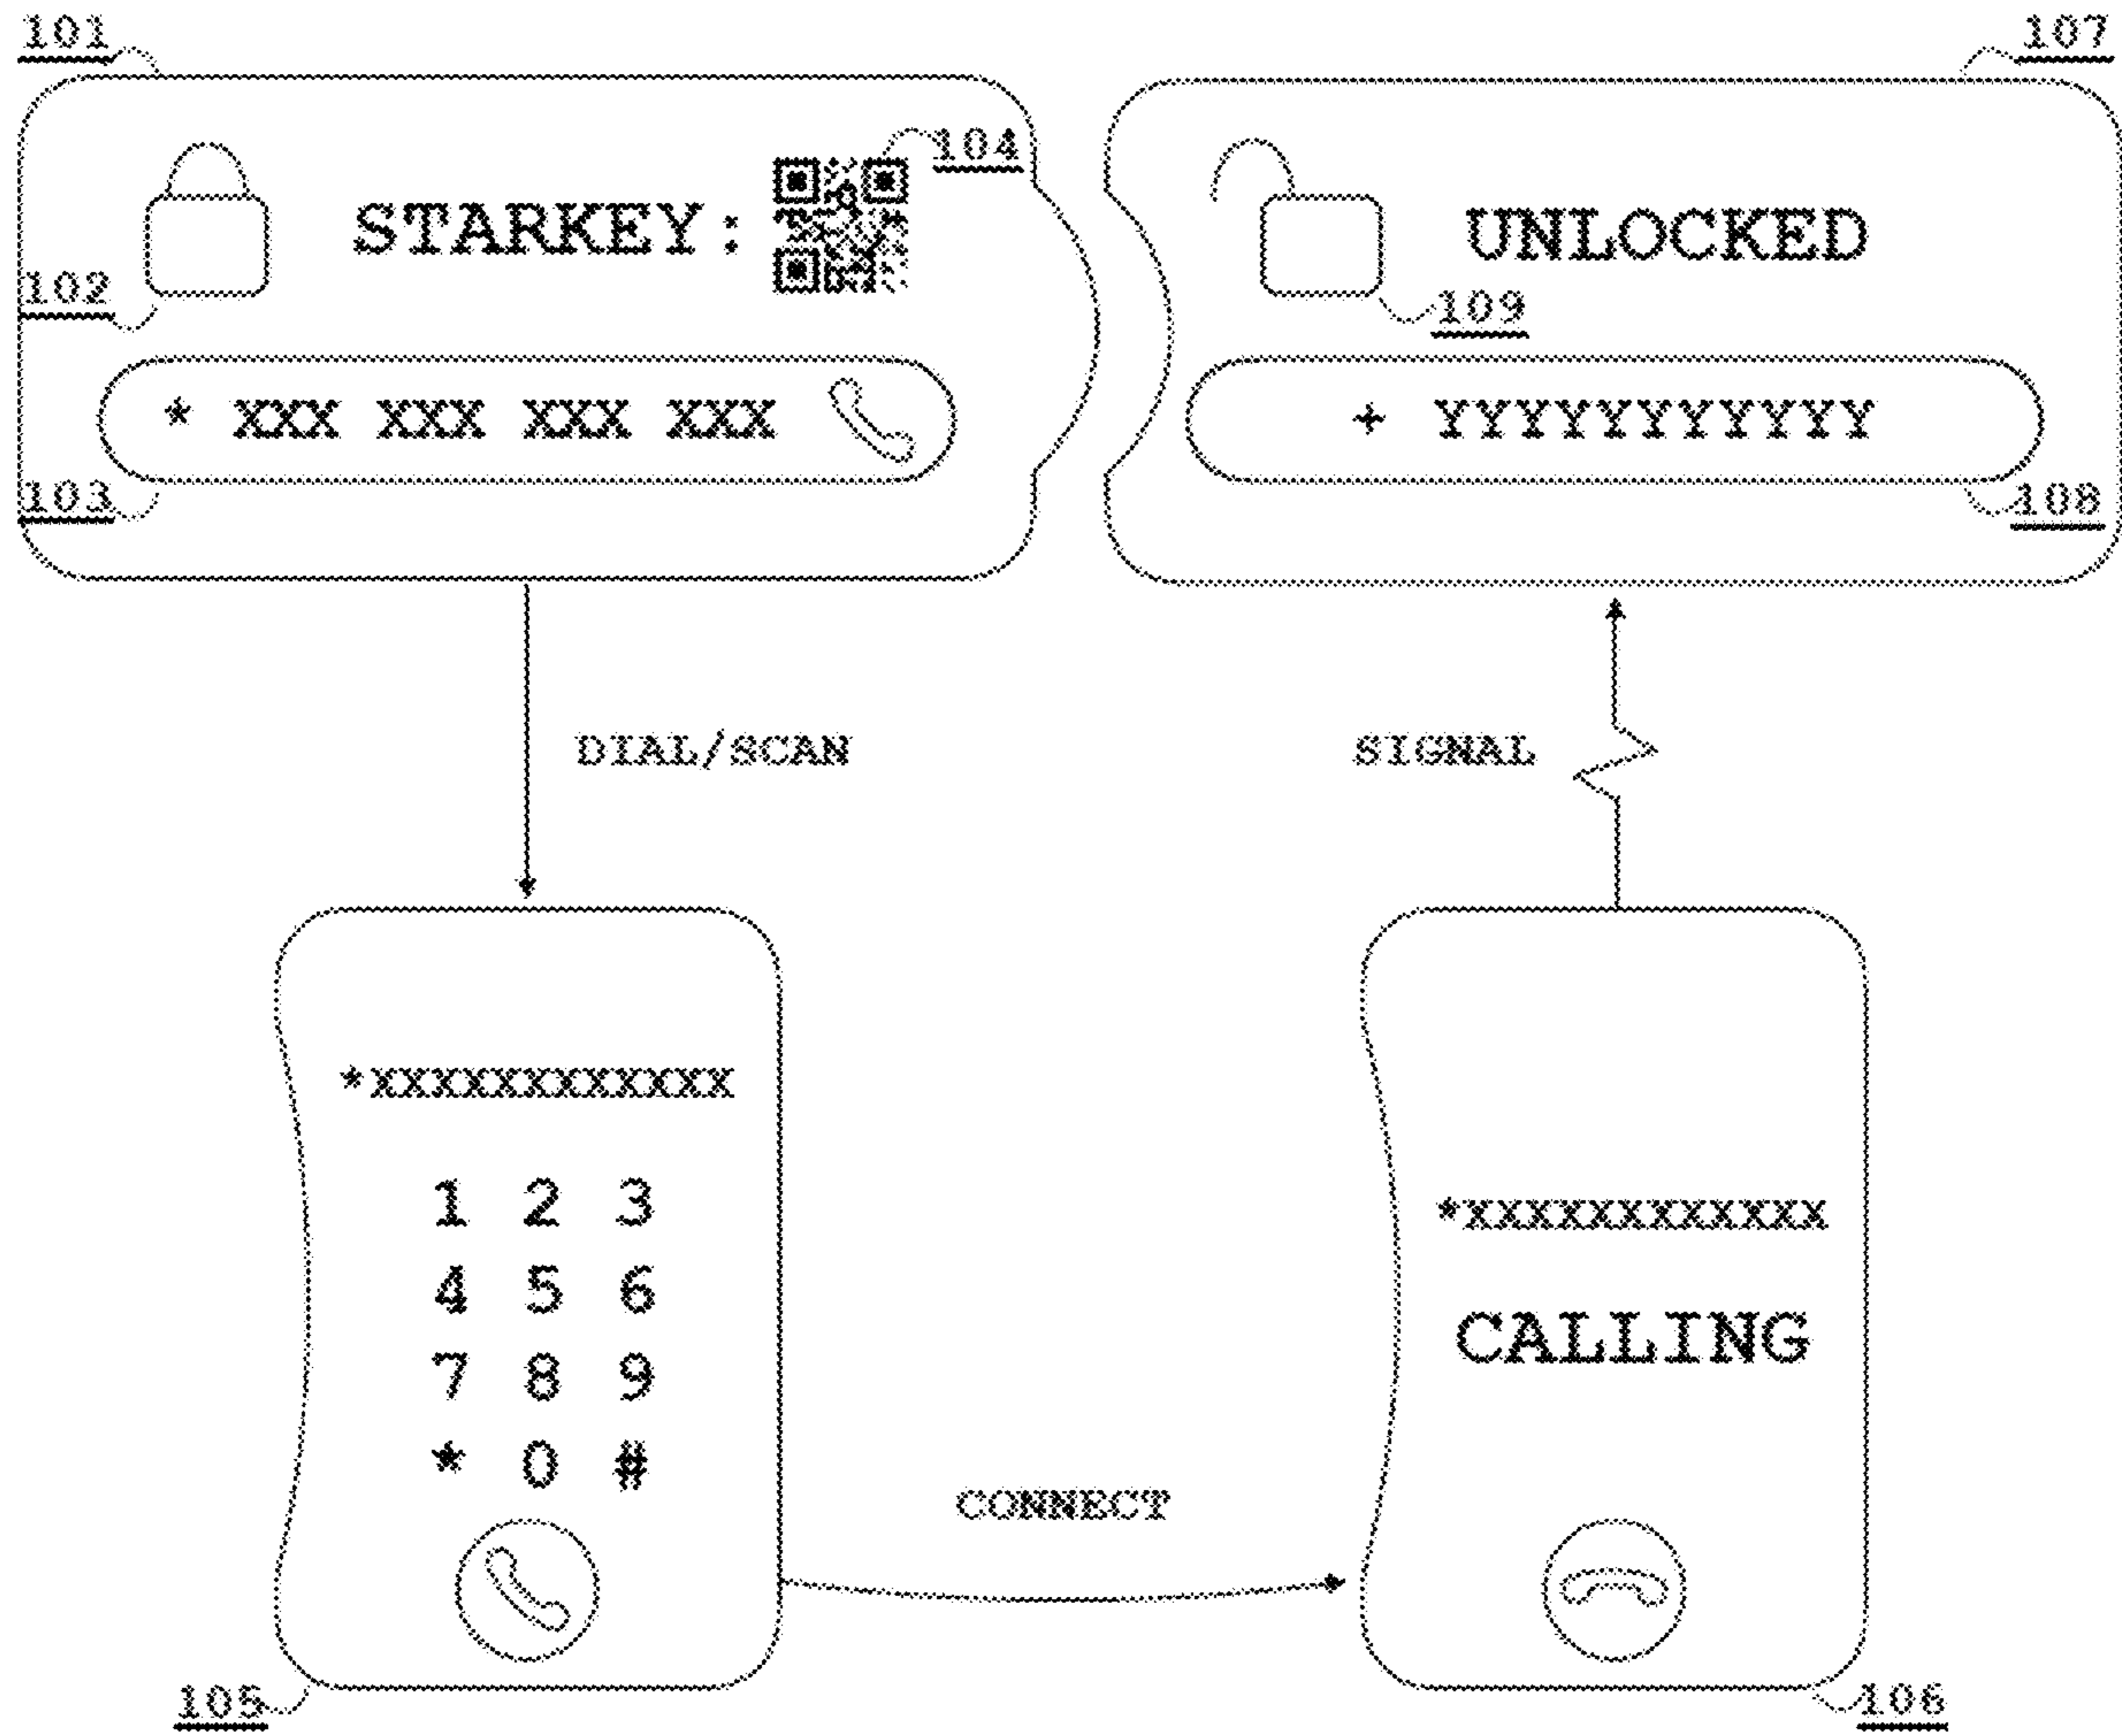 101
107
104
STARKEY:
UNLOCKED
102
109
* XXX XXX XXX XXX
+ YYYYYYYYYYY
103
108
DIAL/SCAN
SIGNAL
*XXXXXXXXXXXX
1 2 3
4 5 6
7 8 9
* 0 #
*XXXXXXXXXXXX
CALLING
CONNECT
105
106